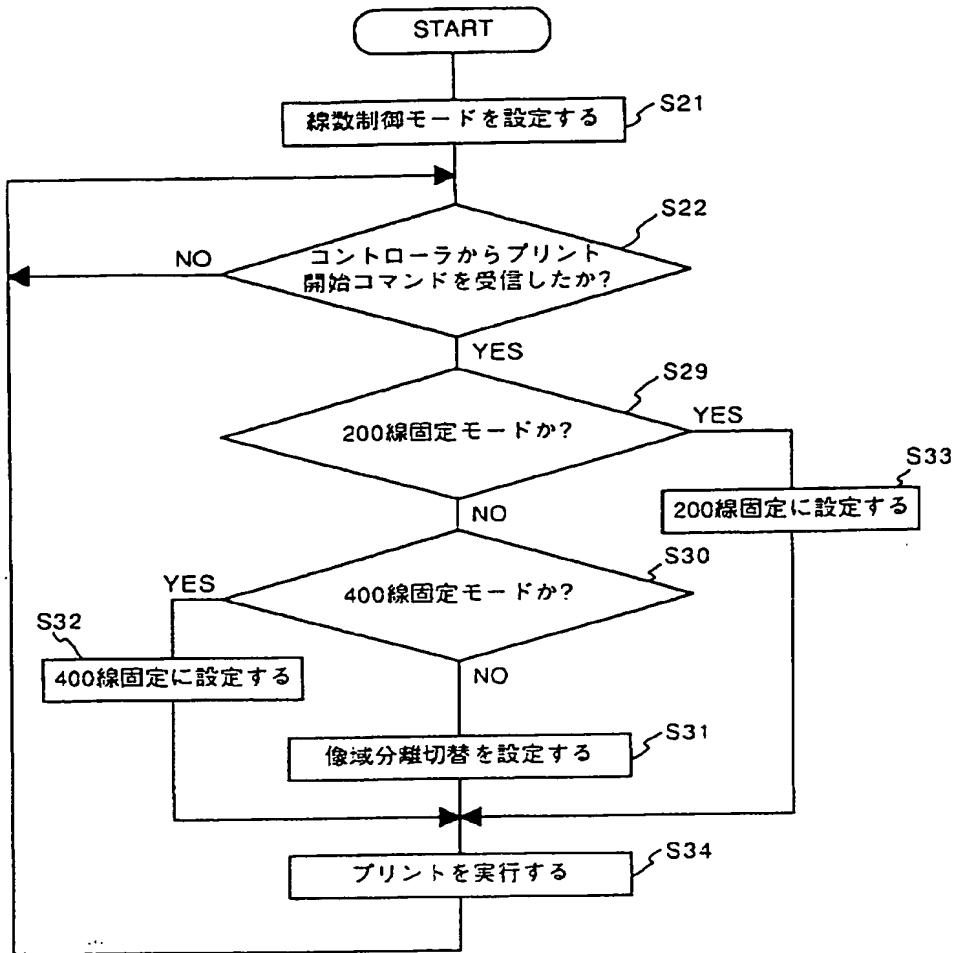 START
線数制御モードを設定する
S21
コントローラからプリント
開始コマンドを受信したか?
S22
NO
YES
200線固定モードか?
S29
YES
200線固定に設定する
S33
NO
400線固定モードか?
S30
YES
S32
400線固定に設定する
NO
像域分離切替を設定する
S31
プリントを実行する
S34